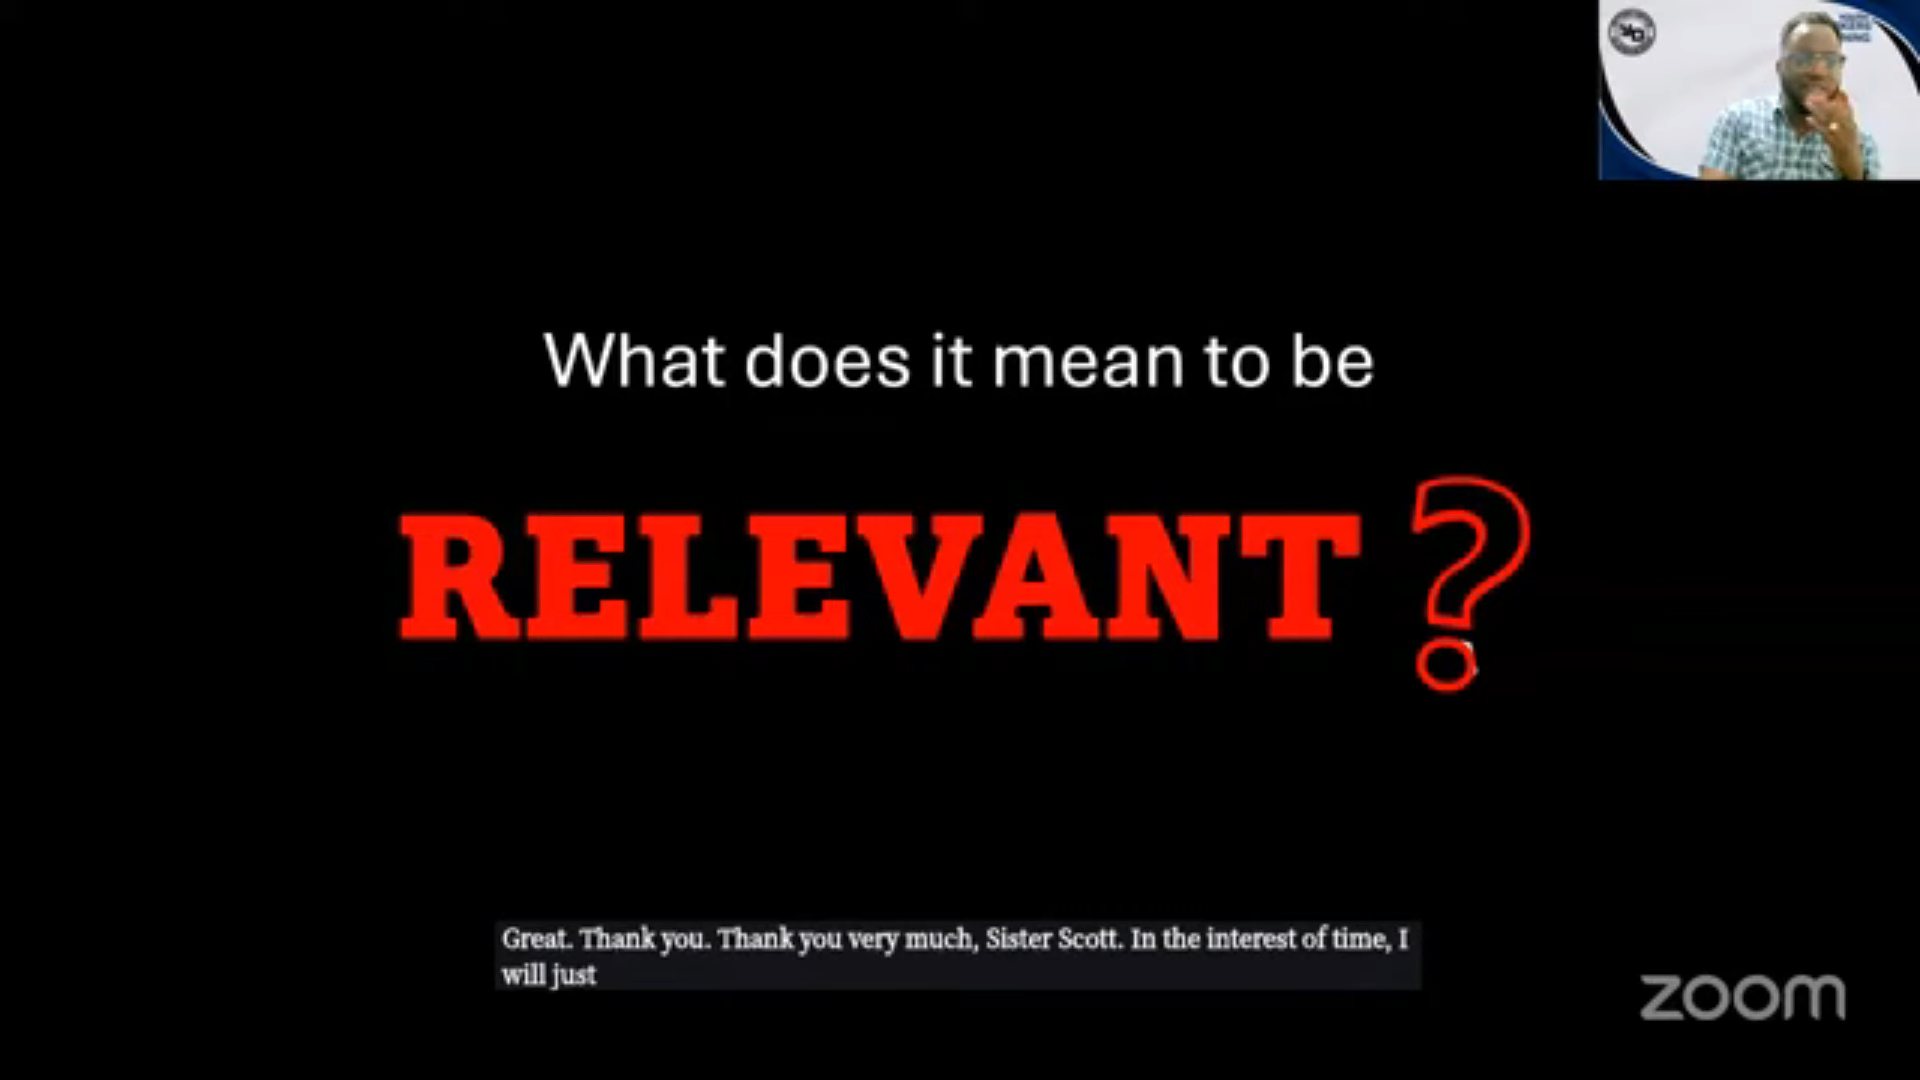 What does it mean to be
RELEVANT?
Great. Thank you. Thank you very much, Sister Scott. In the interest of time, I
will just
zoom